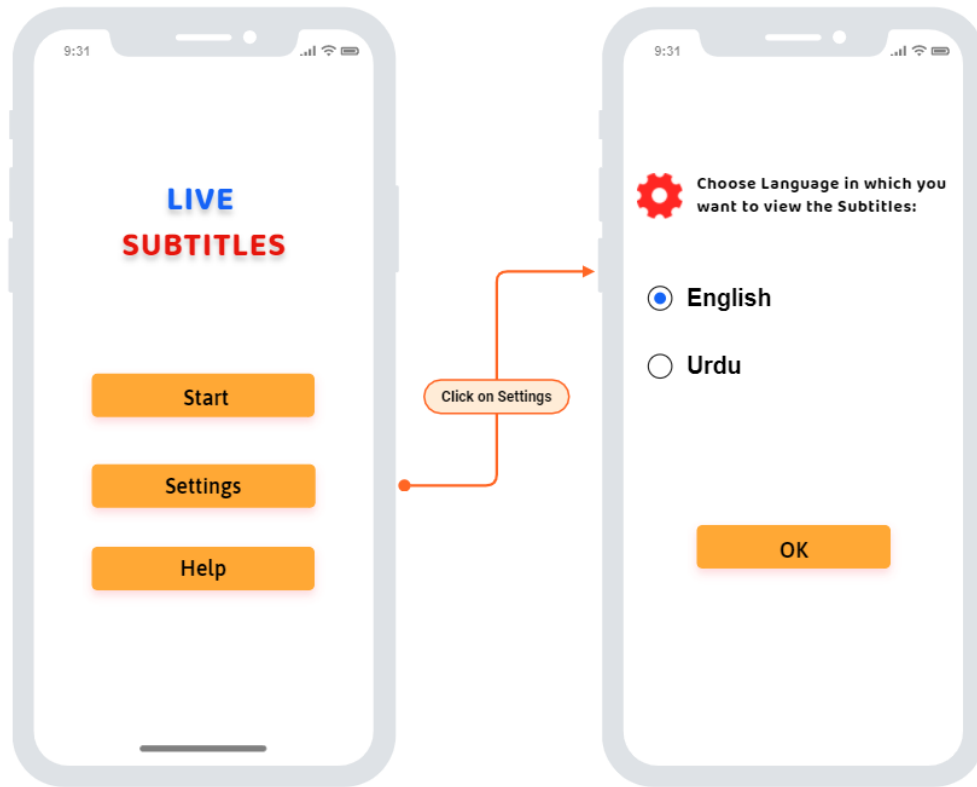 9:31
LIVE
SUBTITLES
Start
Settings
Help
Click on Settings
9:31
Choose Language in which you
want to view the Subtitles:
English
Urdu
OK